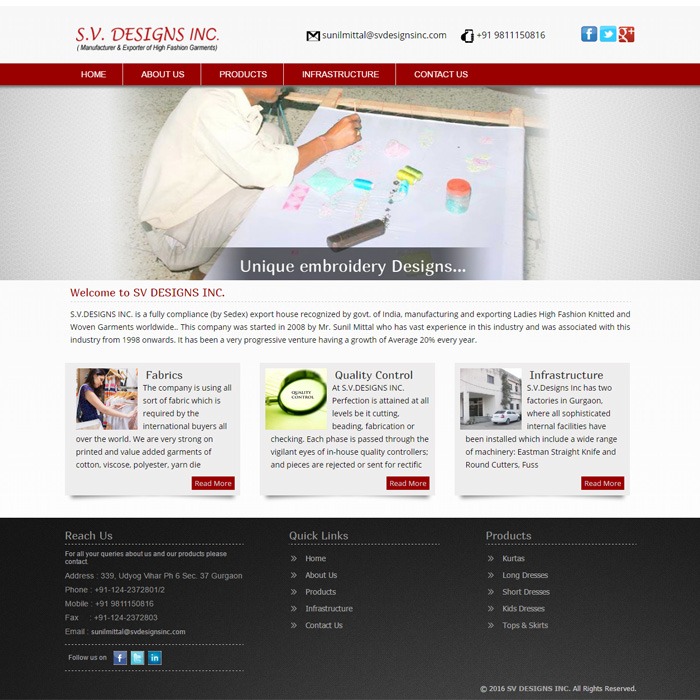 S.V. DESIGNS INC.
( Manufacturer & Exporter of High Fashion Garments)
sunilmittal@svdesignsinc.com
+91 9811150816
HOME
ABOUT US
PRODUCTS
INFRASTRUCTURE
CONTACT US
Unique embroidery Designs...
Welcome to SV DESIGNS INC.
S.V.DESIGNS INC. is a fully compliance (by Sedex) export house recognized by govt. of India, manufacturing and exporting Ladies High Fashion Knitted and
Woven Garments worldwide.. This company was started in 2008 by Mr. Sunil Mittal who has vast experience in this industry and was associated with this
industry from 1998 onwards. It has been a very progressive venture having a growth of Average 20% every year.
Fabrics
The company is using all
sort of fabric which is
required by the
international buyers all
over the world. We are very strong on
printed and value added garments of
cotton, viscose, polyester, yarn die
Read More
QUALITY
CONTROL
Quality Control
At S.V.DESIGNS INC.
Perfection is attained at all
levels be it cutting,
beading, fabrication or
checking. Each phase is passed through the
vigilant eyes of in-house quality controllers;
and pieces are rejected or sent for rectific
Read More
Infrastructure
S.V.Designs Inc has two
factories in Gurgaon,
where all sophisticated
internal facilities have
been installed which include a wide range
of machinery: Eastman Straight Knife and
Round Cutters, Fuss
Read More
Reach Us
For all your queries about us and our products please
contact
Address : 339, Udyog Vihar Ph 6 Sec. 37 Gurgaon
Phone : +91-124-2372801/2
Mobile : +91 9811150816
Fax : +91-124-2372803
Email : sunilmittal@svdesignsinc.com
Follow us on
Quick Links
Home
About Us
Products
Infrastructure
Contact Us
Products
Kurtas
Long Dresses
Short Dresses
Kids Dresses
Tops & Skirts
© 2016 SV DESIGNS INC. All Rights Reserved.